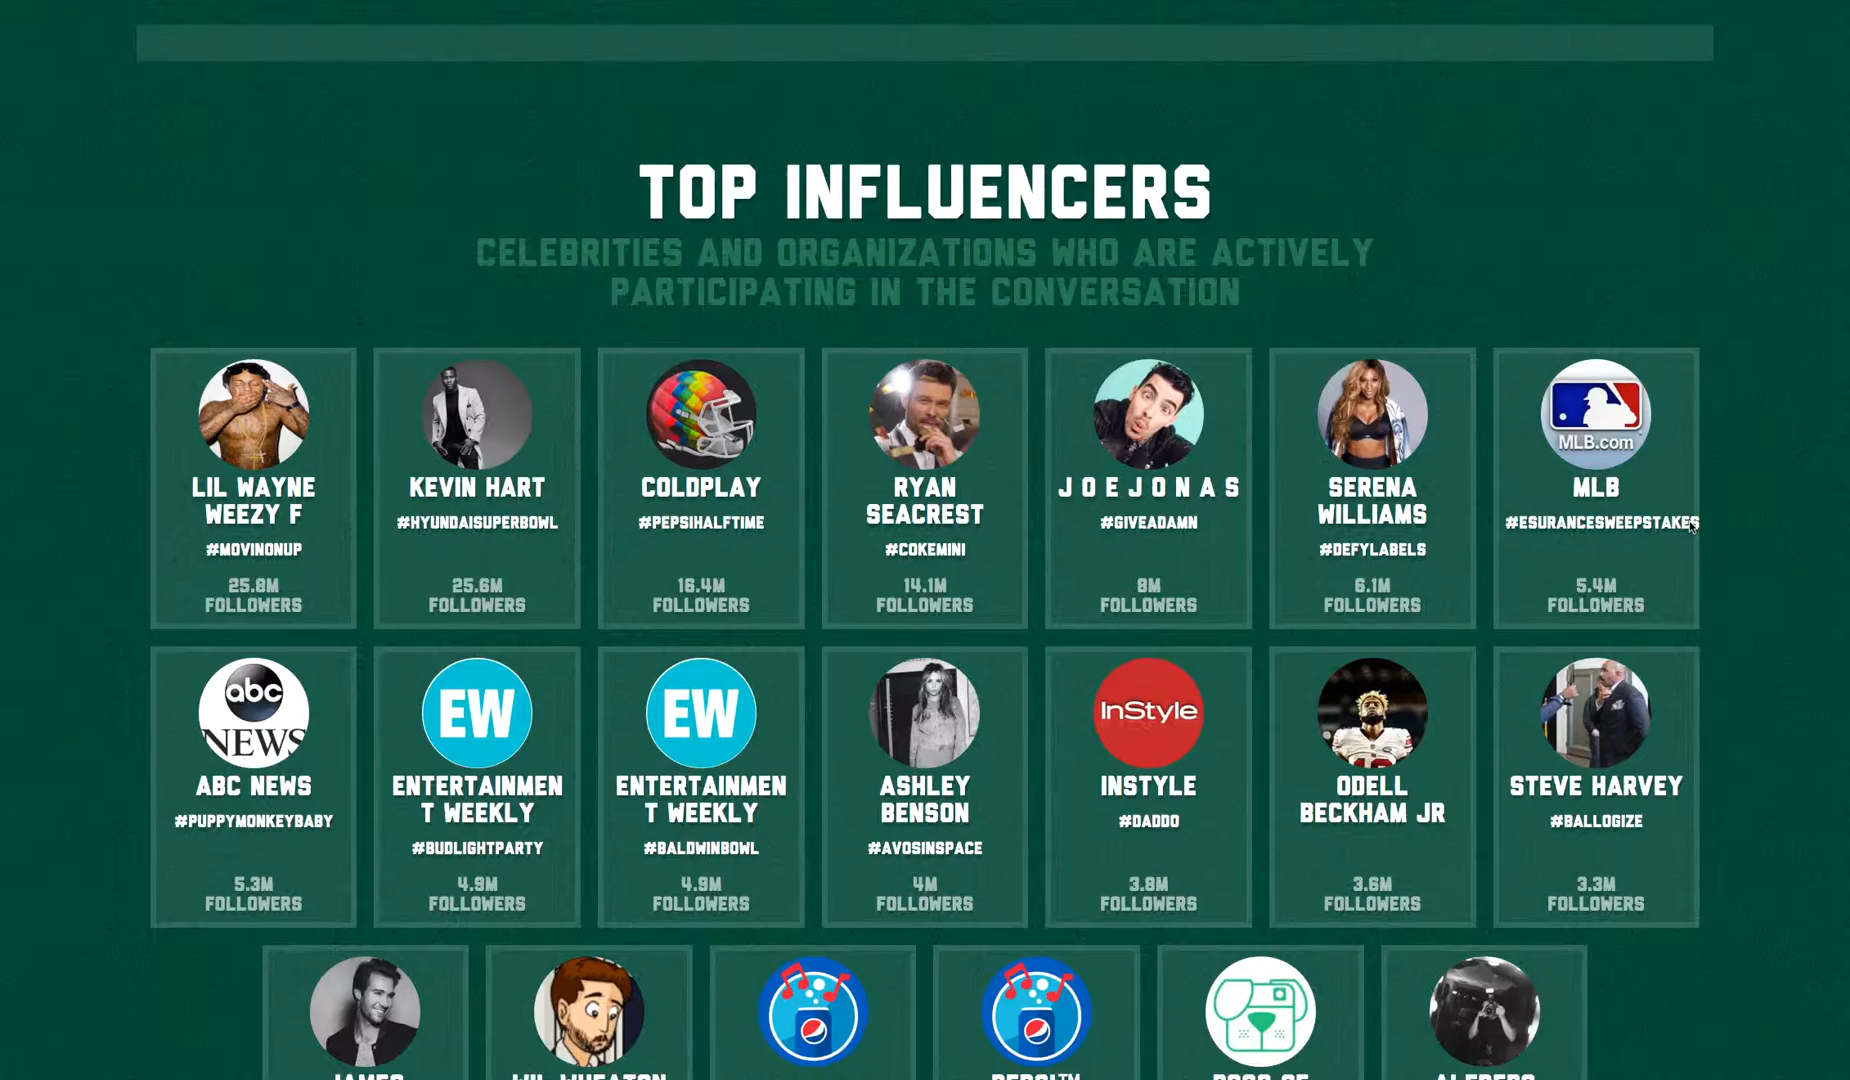 TOP INFLUENCERS
CELEBRITIES AND ORGANIZATIONS WHO ARE ACTIVELY
PARTICIPATING IN THE CONVERSATION
LIL WAYNE
WEEZY F
#MOVINONUP
25.8M
FOLLOWERS
KEVIN HART
#HYUNDAISUPERBOWL
25.6M
FOLLOWERS
COLDPLAY
#PEPSIHALFTIME
16.4M
FOLLOWERS
RYAN
SEACREST
#COKEMINI
14.1M
FOLLOWERS
J O E J O N A S
#GIVEADAMN
8M
FOLLOWERS
SERENA
WILLIAMS
#DEFYLABELS
6.1M
FOLLOWERS
MLB.com
MLB
#ESURANCESWEEPSTAKES
5.4M
FOLLOWERS
abc
NEWS
ABC NEWS
#PUPPYMONKEYBABY
5.3M
FOLLOWERS
EW
ENTERTAINMEN
T WEEKLY
#BUDLIGHTPARTY
4.9M
FOLLOWERS
EW
ENTERTAINMEN
T WEEKLY
#BALDWINBOWL
4.9M
FOLLOWERS
ASHLEY
BENSON
#AVOSINSPACE
4M
FOLLOWERS
InStyle
INSTYLE
#DADDO
3.8M
FOLLOWERS
ODELL
BECKHAM JR
3.6M
FOLLOWERS
STEVE HARVEY
#BALLOGIZE
3.3M
FOLLOWERS
JAMES
WIL WHEATON
PEPSI™